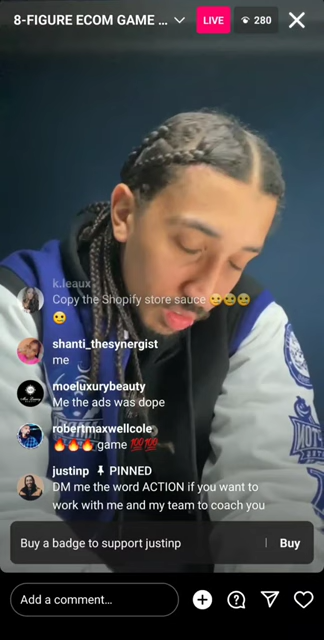 8-FIGURE ECOM GAME ...
LIVE
280
k.leaux
Copy the Shopify store sauce
shanti_thesynergist
me
moeluxurybeauty
Me the ads was dope
robertmaxwellcole
🔥🔥🔥game 💯💯
justinp PINNED
DM me the word ACTION if you want to
work with me and my team to coach you
Buy a badge to support justinp
Buy
Add a comment...